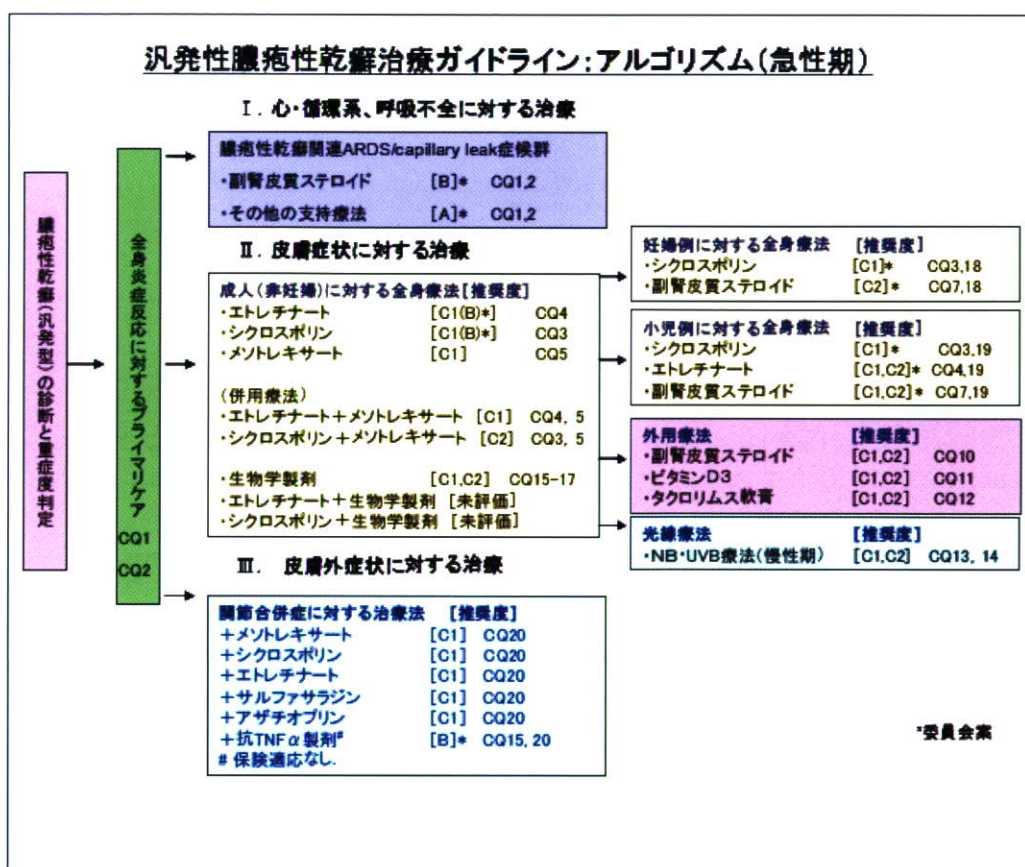 汎発性膿疱性乾癬治療ガイドライン:アルゴリズム(急性期)
膿疱性乾癬(汎発型)の診断と重症度判定
全身炎症反応に対するプライマリケア
CQ1
CQ2
Ⅰ. 心・循環系、呼吸不全に対する治療
膿疱性乾癬関連ARDS/capillary leak症候群
・副腎皮質ステロイド [B]* CQ1,2
・その他の支持療法 [A]* CQ1,2
Ⅱ. 皮膚症状に対する治療
成人(非妊婦)に対する全身療法[推奨度]
・エトレチナート [C1(B)*] CQ4
・シクロスポリン [C1(B)*] CQ3
・メソトレキサート [C1] CQ5
(併用療法)
・エトレチナート+メソトレキサート [C1] CQ4, 5
・シクロスポリン+メソトレキサート [C2] CQ3, 5
・生物学製剤 [C1,C2] CQ15-17
・エトレチナート+生物学製剤 [未評価]
・シクロスポリン+生物学製剤 [未評価]
妊婦例に対する全身療法 [推奨度]
・シクロスポリン [C1]* CQ3,18
・副腎皮質ステロイド [C2]* CQ7,18
小児例に対する全身療法 [推奨度]
・シクロスポリン [C1]* CQ3,19
・エトレチナート [C1,C2]* CQ4,19
・副腎皮質ステロイド [C1,C2]* CQ7,19
外用療法 [推奨度]
・副腎皮質ステロイド [C1,C2] CQ10
・ビタミンD3 [C1,C2] CQ11
・タクロリムス軟膏 [C1,C2] CQ12
光線療法 [推奨度]
・NB・UVB療法(慢性期) [C1,C2] CQ13, 14
Ⅲ. 皮膚外症状に対する治療
関節合併症に対する治療法 [推奨度]
+メソトレキサート [C1] CQ20
+シクロスポリン [C1] CQ20
+エトレチナート [C1] CQ20
+サルファサラジン [C1] CQ20
+アザチオプリン [C1] CQ20
+抗TNFα製剤# [B]* CQ15, 20
# 保険適応なし.
*委員会案